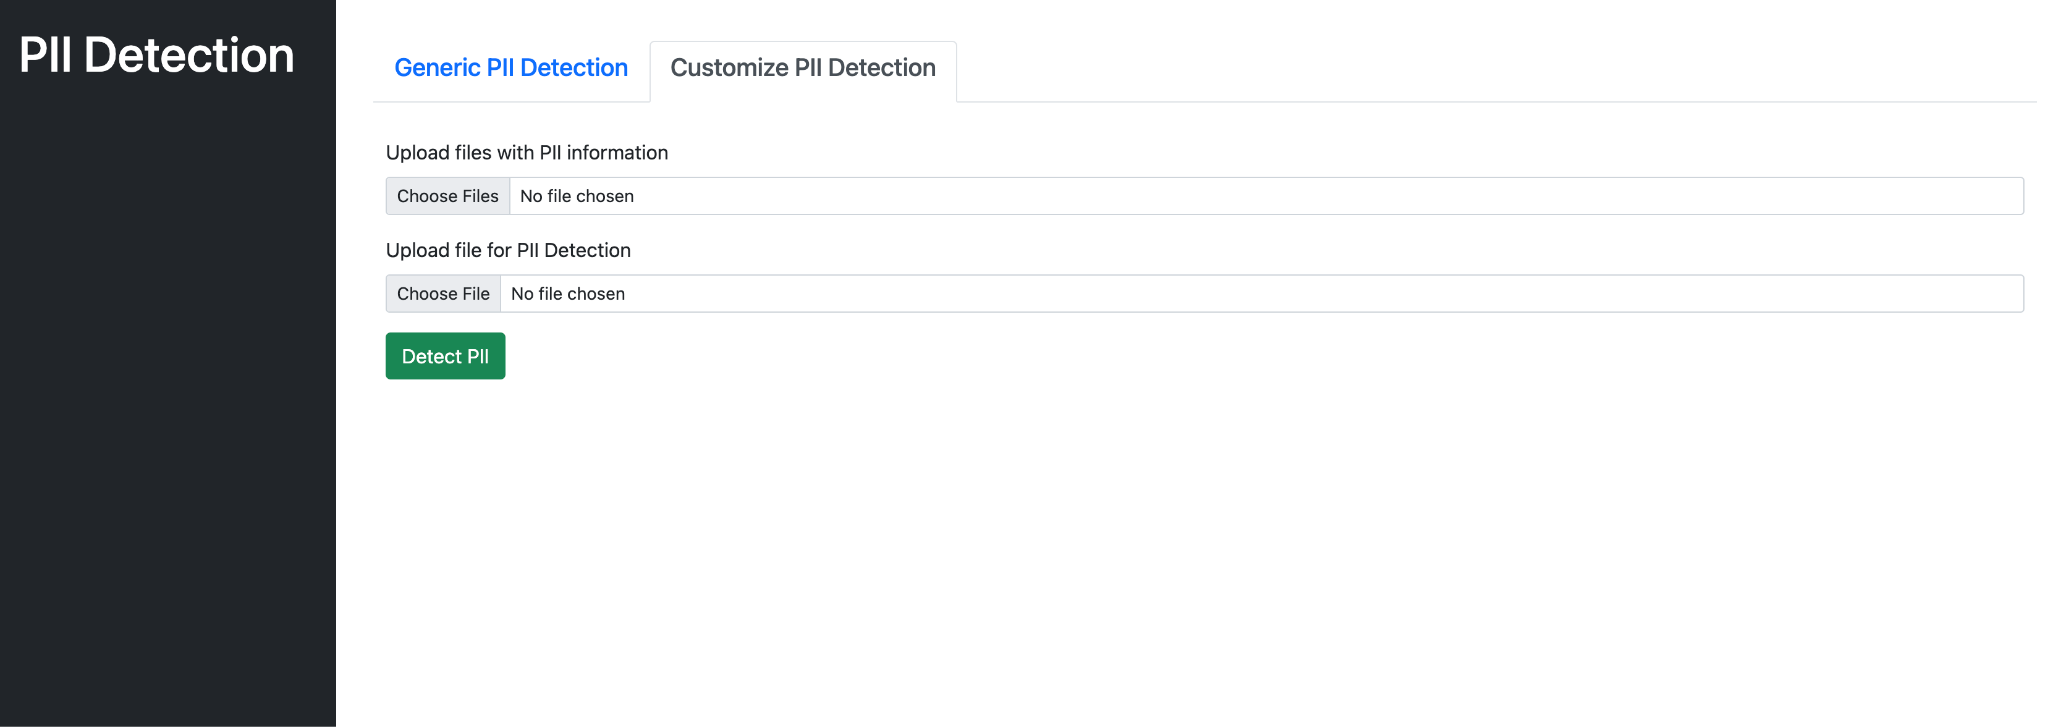 PII Detection
Generic PII Detection
Customize PII Detection
Upload files with PII information
Choose Files No file chosen
Upload file for PII Detection
Choose File No file chosen
Detect PII